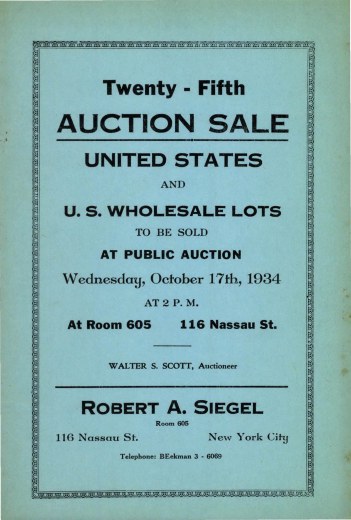 Twenty - Fifth
AUCTION SALE
UNITED STATES
AND
U. S. WHOLESALE LOTS
TO BE SOLD
AT PUBLIC AUCTION
Wednesday, October 17th, 1934
AT 2 P. M.
At Room 605 116 Nassau St.
WALTER S. SCOTT, Auctioneer
ROBERT A. SIEGEL
Room 605
116 Nassau St. New York City
Telephone: BEekman 3 - 6069